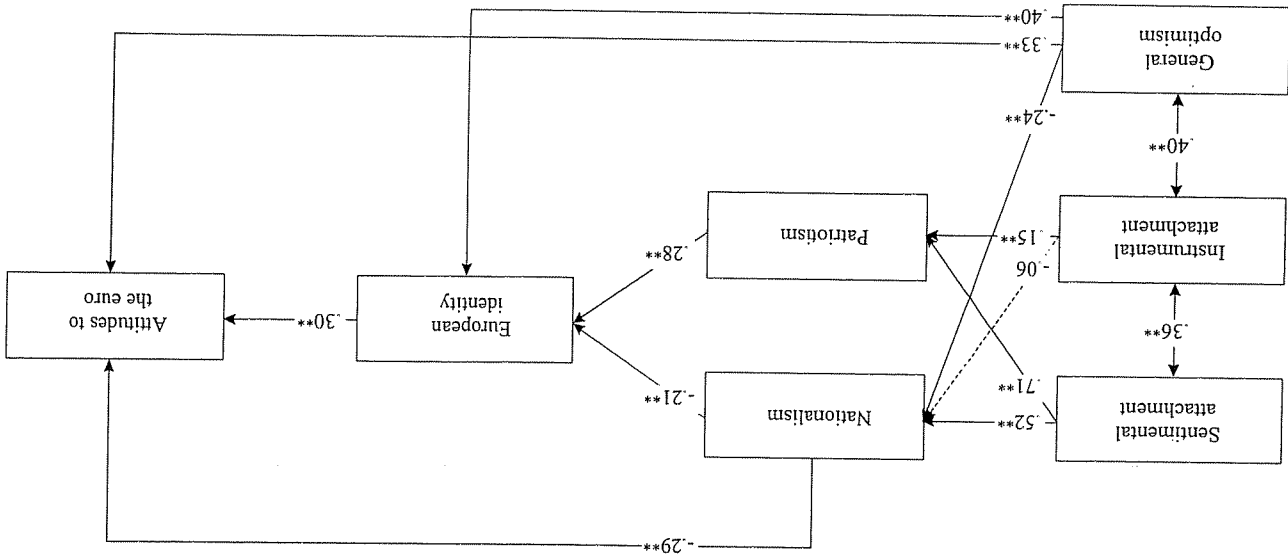 -.29**
Sentimental
attachment
.52**
.71**
Nationalism
-.21**
.36**
European
identity
.30**
Attitudes to
the euro
Instrumental
attachment
-.06
.15**
Patriotism
.28**
.40**
-.24**
General
optimism
.33**
.40**